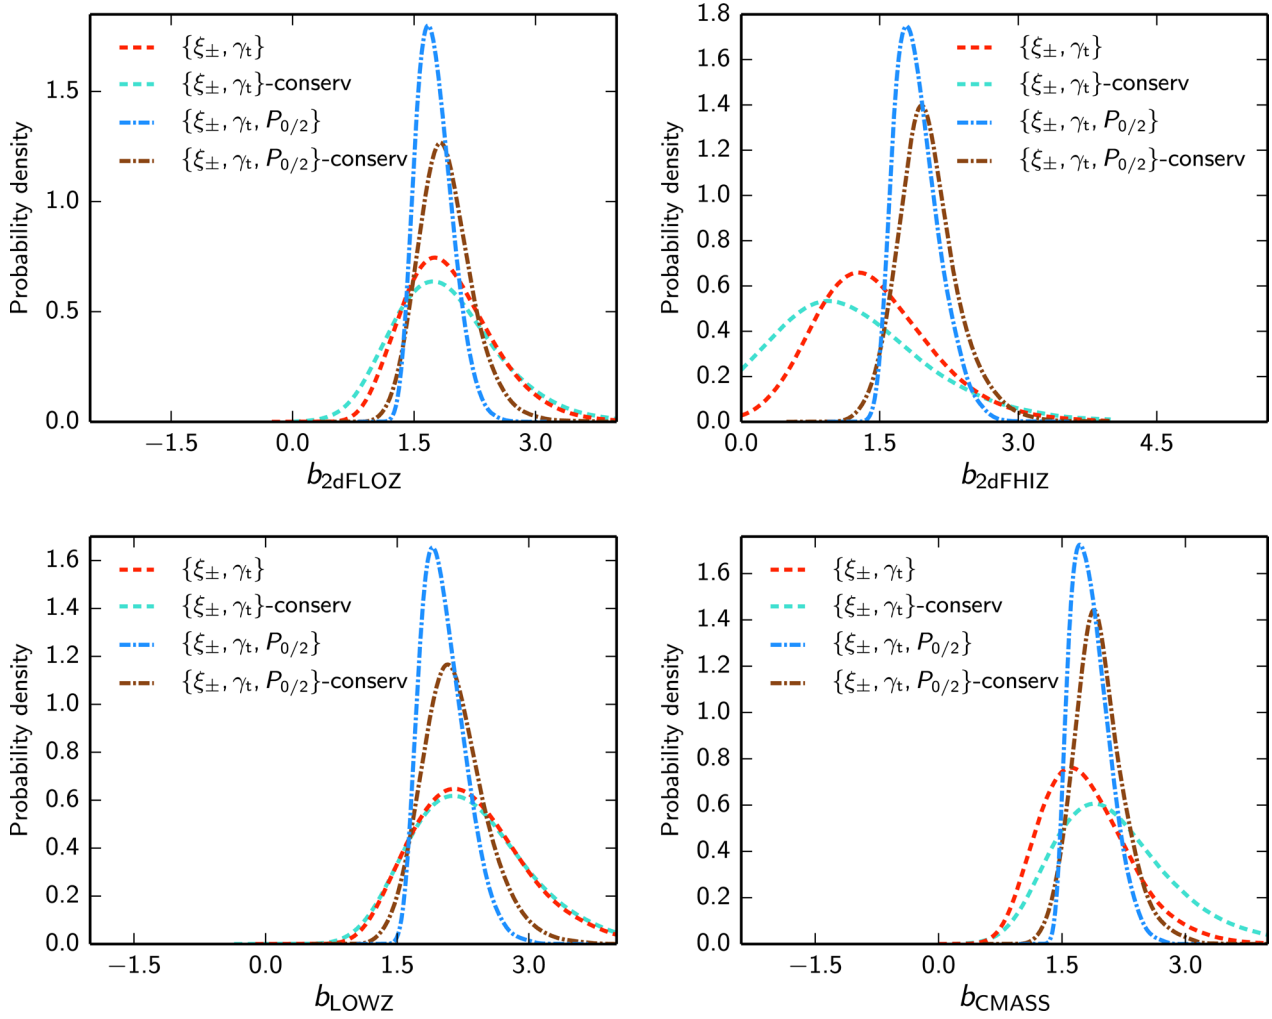 {ξ±, γt}
{ξ±, γt}-conserv
{ξ±, γt, P0/2}
{ξ±, γt, P0/2}-conserv
Probability density
1.5
1.0
0.5
0.0
−1.5 0.0 1.5 3.0
b2dFLOZ
{ξ±, γt}
{ξ±, γt}-conserv
{ξ±, γt, P0/2}
{ξ±, γt, P0/2}-conserv
Probability density
1.8
1.6
1.4
1.2
1.0
0.8
0.6
0.4
0.2
0.0
0.0 1.5 3.0 4.5
b2dFHIZ
{ξ±, γt}
{ξ±, γt}-conserv
{ξ±, γt, P0/2}
{ξ±, γt, P0/2}-conserv
Probability density
1.6
1.4
1.2
1.0
0.8
0.6
0.4
0.2
0.0
−1.5 0.0 1.5 3.0
bLOWZ
{ξ±, γt}
{ξ±, γt}-conserv
{ξ±, γt, P0/2}
{ξ±, γt, P0/2}-conserv
Probability density
1.6
1.4
1.2
1.0
0.8
0.6
0.4
0.2
0.0
−1.5 0.0 1.5 3.0
bCMASS